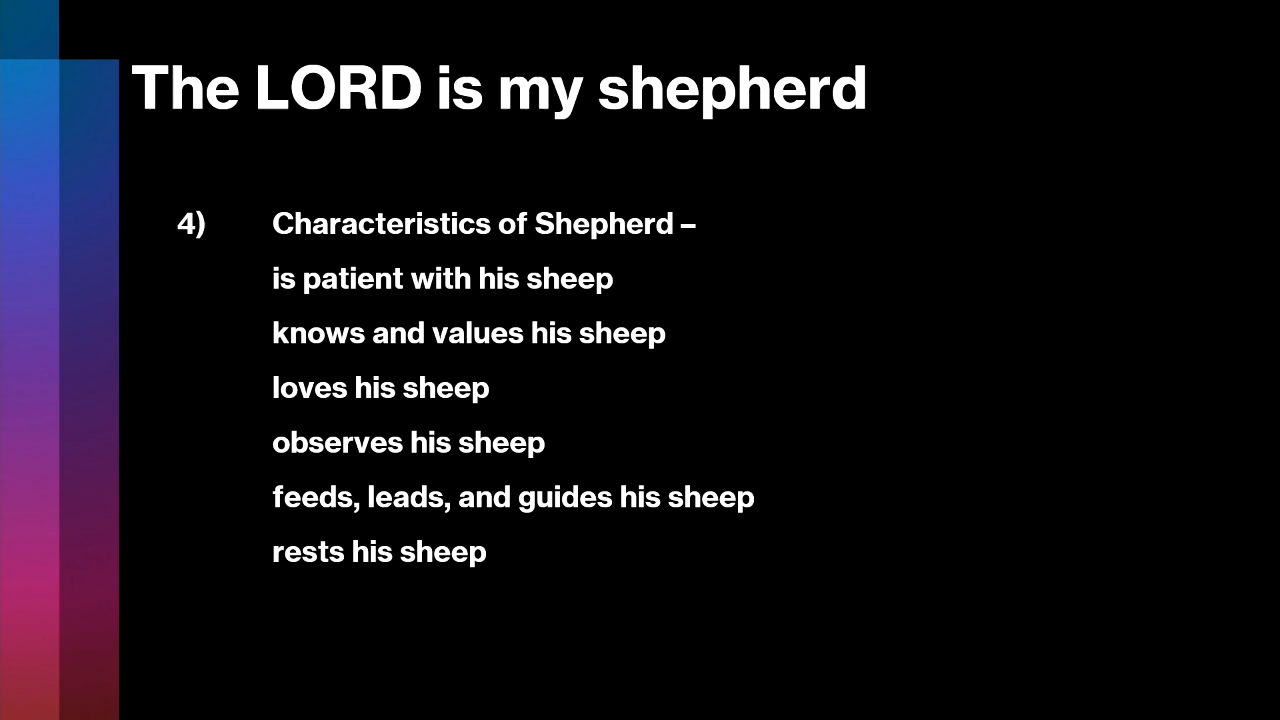 The LORD is my shepherd
4) Characteristics of Shepherd –
is patient with his sheep
knows and values his sheep
loves his sheep
observes his sheep
feeds, leads, and guides his sheep
rests his sheep